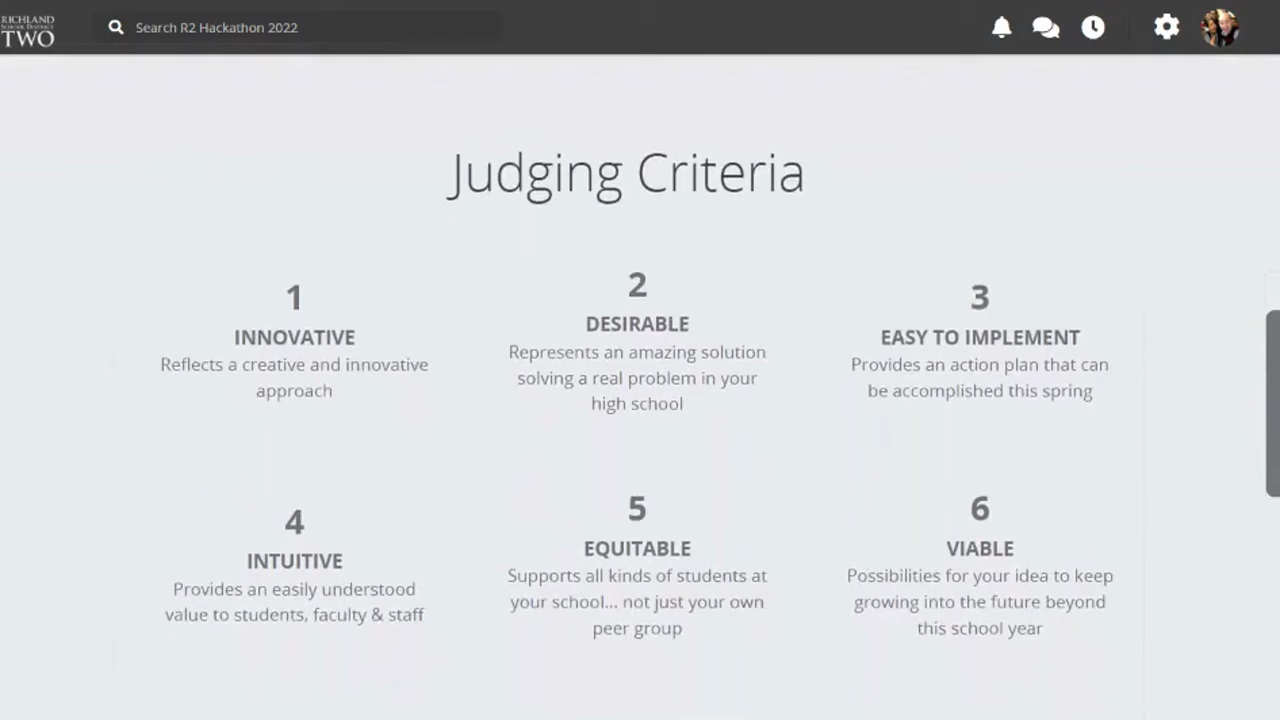 RICHLAND
SCHOOL DISTRICT
TWO
Search R2 Hackathon 2022
Judging Criteria
1
INNOVATIVE
Reflects a creative and innovative
approach
2
DESIRABLE
Represents an amazing solution
solving a real problem in your
high school
3
EASY TO IMPLEMENT
Provides an action plan that can
be accomplished this spring
4
INTUITIVE
Provides an easily understood
value to students, faculty & staff
5
EQUITABLE
Supports all kinds of students at
your school... not just your own
peer group
6
VIABLE
Possibilities for your idea to keep
growing into the future beyond
this school year